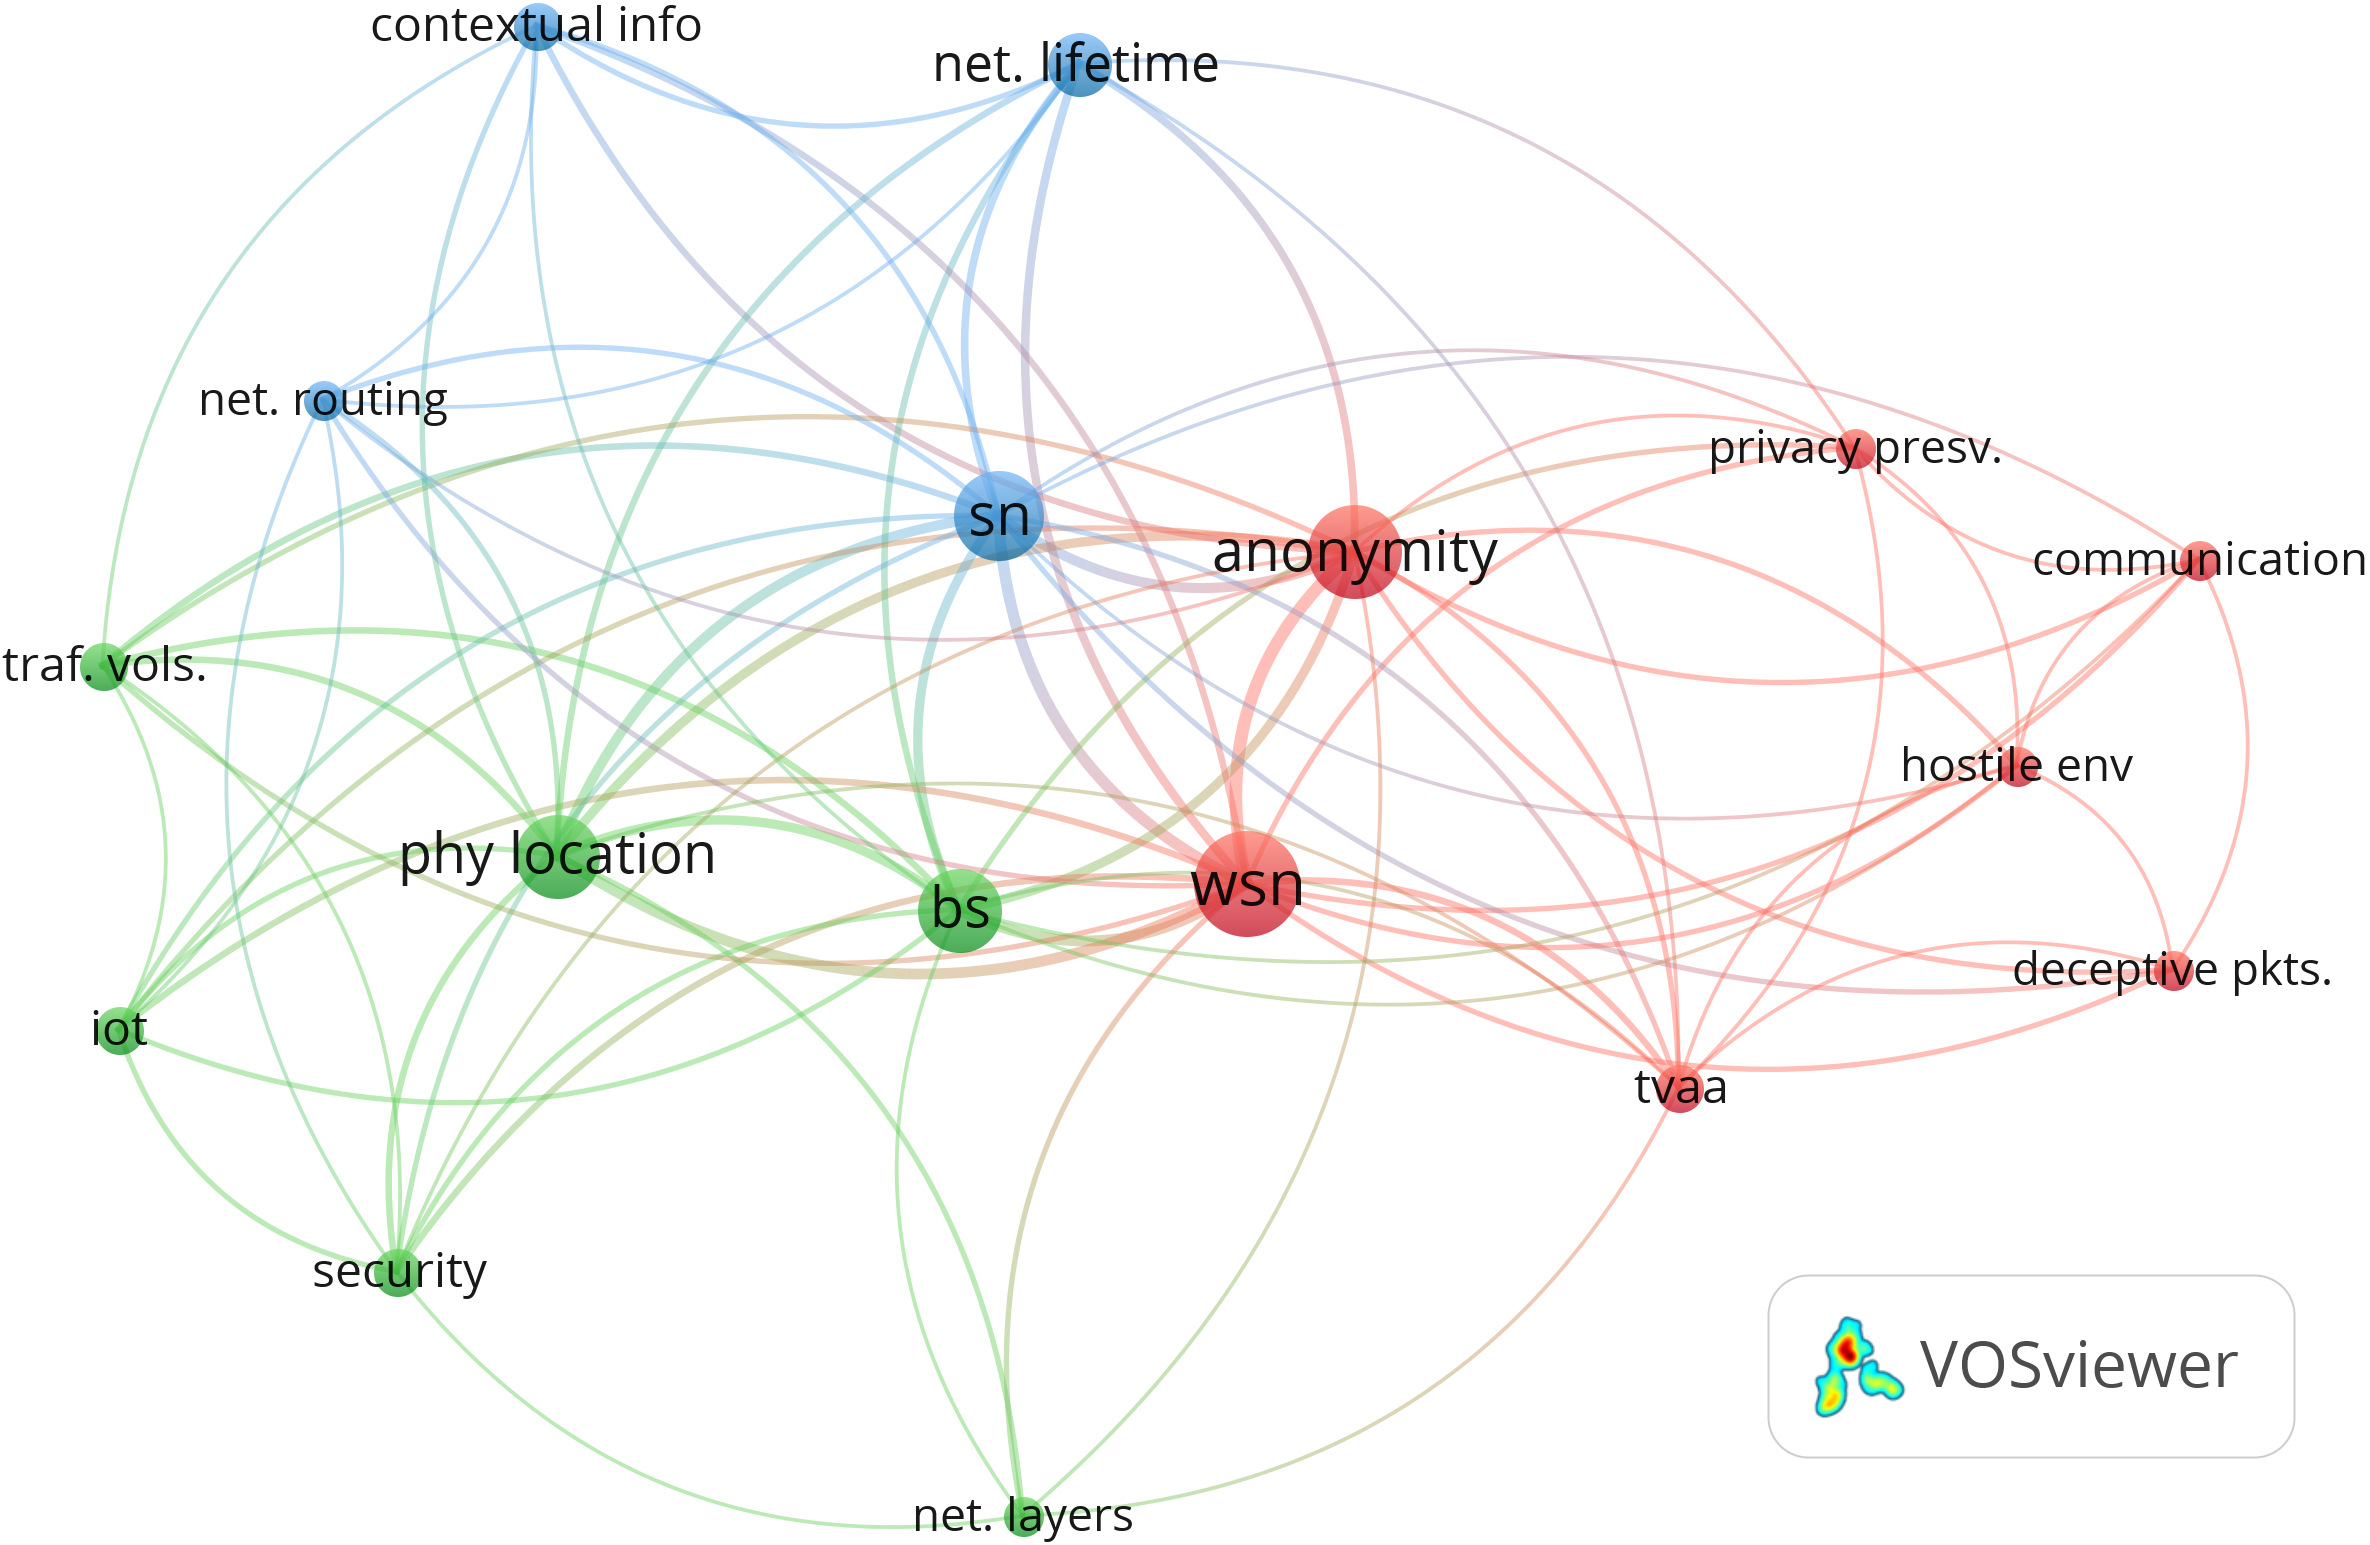 contextual info
net. lifetime
net. routing
privacy presv.
sn
anonymity
communication
traf. vols.
hostile env
phy location
wsn
bs
deceptive pkts.
iot
tvaa
security
VOSviewer
net. layers